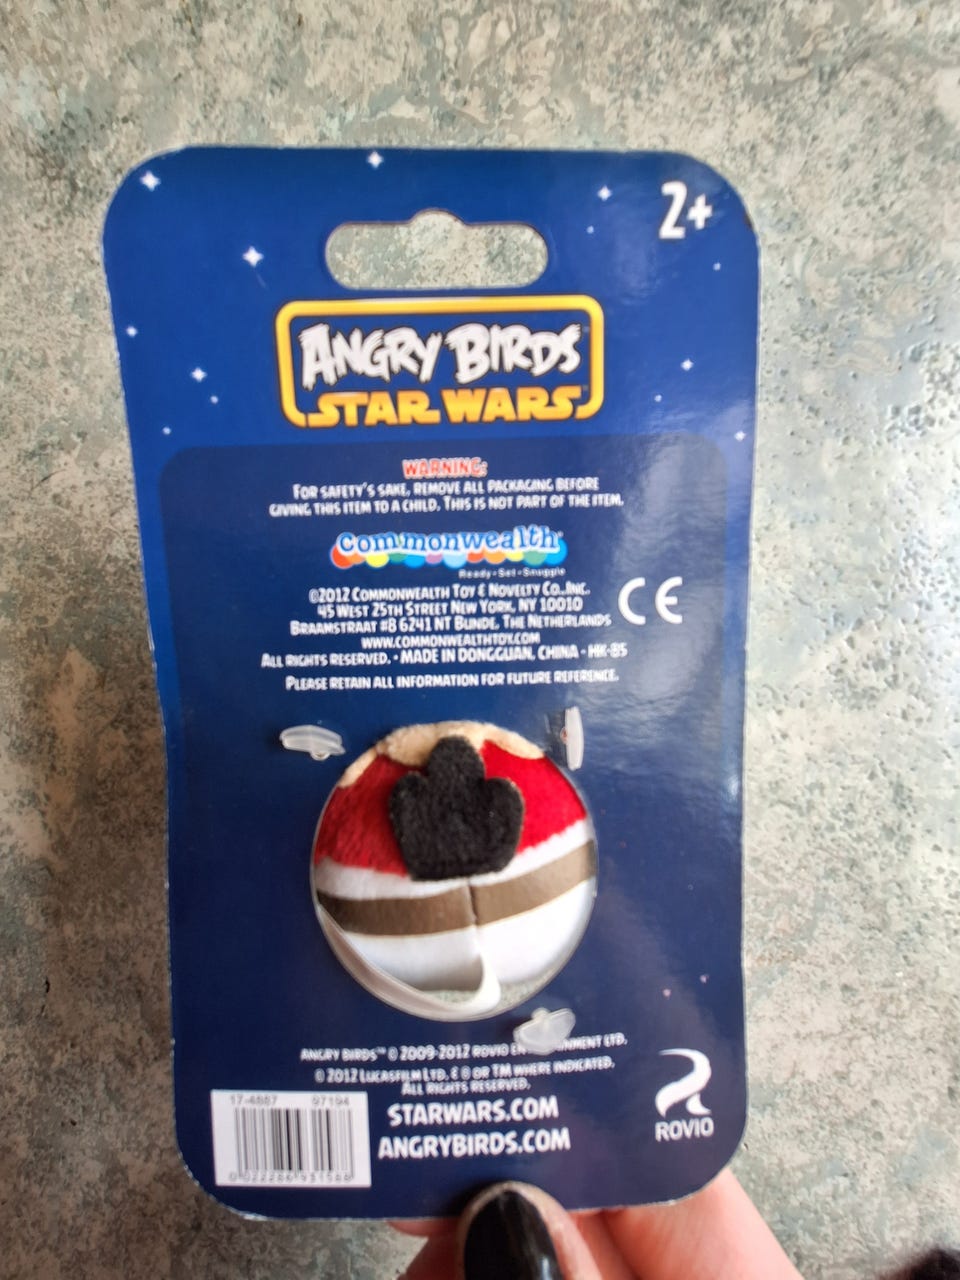 2+
ANGRY BIRDS™
STAR WARS™
WARNING:
FOR SAFETY'S SAKE, REMOVE ALL PACKAGING BEFORE
GIVING THIS ITEM TO A CHILD. THIS IS NOT PART OF THE ITEM.
Commonwealth
Ready•Set•Snuggle
©2012 COMMONWEALTH TOY & NOVELTY CO., INC.
45 WEST 25TH STREET NEW YORK, NY 10010
BRAAMSTRAAT #8 6241 NT BUNDE, THE NETHERLANDS
WWW.COMMONWEALTHTOY.COM
CE
ALL RIGHTS RESERVED. • MADE IN DONGGUAN, CHINA • HK-85
PLEASE RETAIN ALL INFORMATION FOR FUTURE REFERENCE.
ANGRY BIRDS™ © 2009-2012 ROVIO LTD.
© 2012 LUCASFILM LTD. & ® OR TM WHERE INDICATED.
ALL RIGHTS RESERVED.
17-4887 97194
STARWARS.COM
ANGRYBIRDS.COM
ROVIO